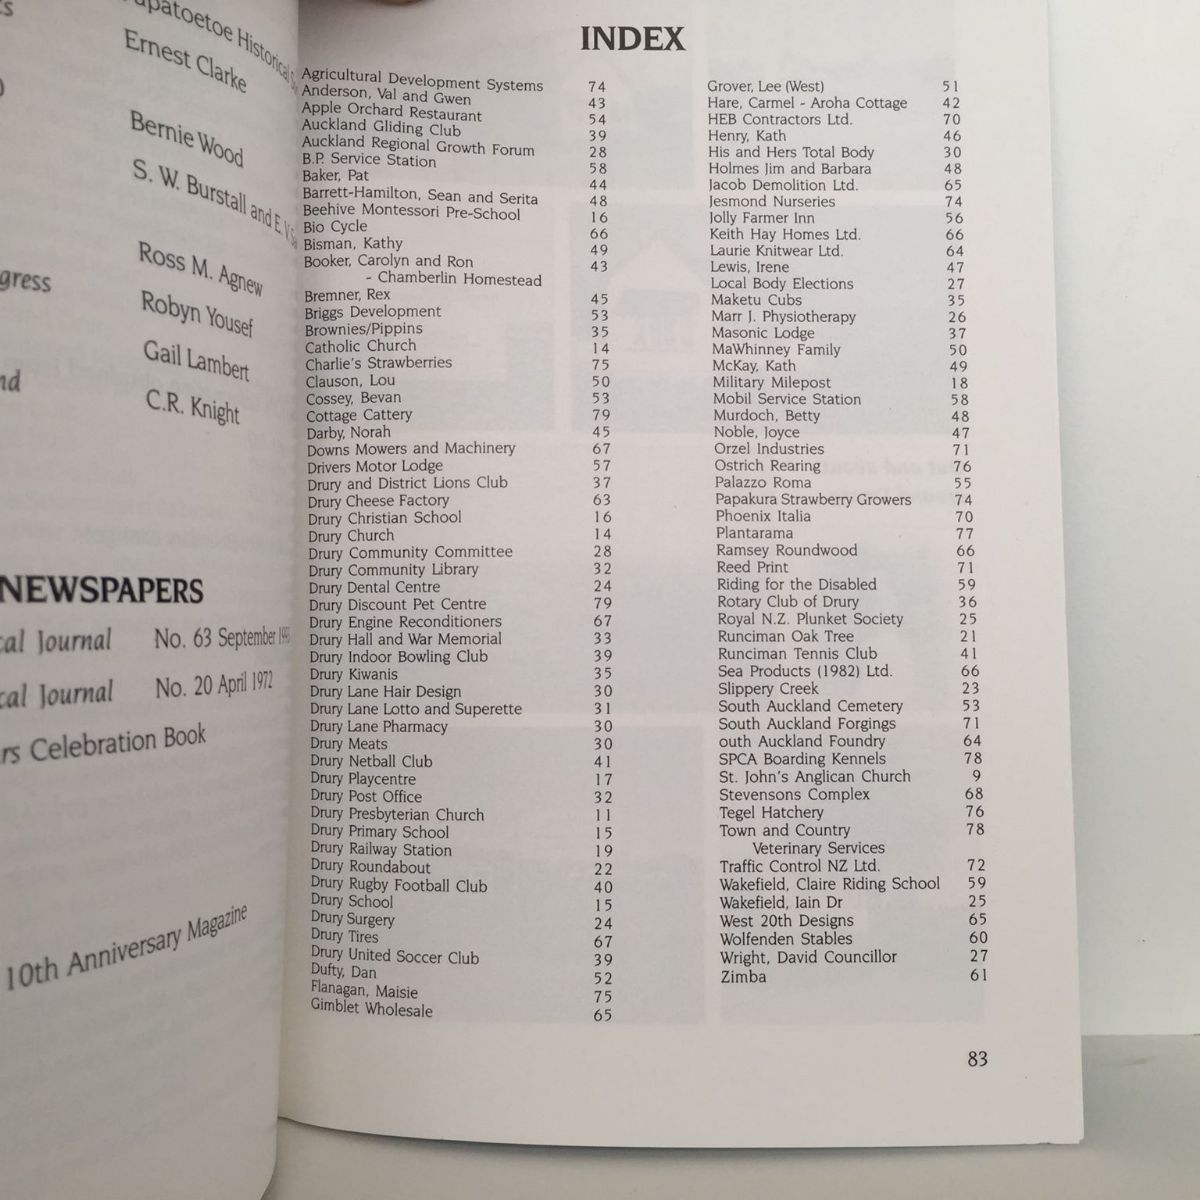 Papatoetoe Historical
Ernest Clarke
Bernie Wood
S. W. Burstall and E. V.
Ross M. Agnew
gress
Robyn Yousef
Gail Lambert
nd
C.R. Knight
NEWSPAPERS
cal Journal No. 63 September
cal Journal No. 20 April 1972
rs Celebration Book
10th Anniversary Magazine
INDEX
Agricultural Development Systems 74
Anderson, Val and Gwen 43
Apple Orchard Restaurant 54
Auckland Gliding Club 39
Auckland Regional Growth Forum 28
B.P. Service Station 58
Baker, Pat 44
Barrett-Hamilton, Sean and Serita 48
Beehive Montessori Pre-School 16
Bio Cycle 66
Bisman, Kathy 49
Booker, Carolyn and Ron 43
- Chamberlin Homestead
Bremner, Rex 45
Briggs Development 53
Brownies/Pippins 35
Catholic Church 14
Charlie's Strawberries 75
Clauson, Lou 50
Cossey, Bevan 53
Cottage Cattery 79
Darby, Norah 45
Downs Mowers and Machinery 67
Drivers Motor Lodge 57
Drury and District Lions Club 37
Drury Cheese Factory 63
Drury Christian School 16
Drury Church 14
Drury Community Committee 28
Drury Community Library 32
Drury Dental Centre 24
Drury Discount Pet Centre 79
Drury Engine Reconditioners 67
Drury Hall and War Memorial 33
Drury Indoor Bowling Club 39
Drury Kiwanis 35
Drury Lane Hair Design 30
Drury Lane Lotto and Superette 31
Drury Lane Pharmacy 30
Drury Meats 30
Drury Netball Club 41
Drury Playcentre 17
Drury Post Office 32
Drury Presbyterian Church 11
Drury Primary School 15
Drury Railway Station 19
Drury Roundabout 22
Drury Rugby Football Club 40
Drury School 15
Drury Surgery 24
Drury Tires 67
Drury United Soccer Club 39
Dufty, Dan 52
Flanagan, Maisie 75
Gimblet Wholesale 65
Grover, Lee (West) 51
Hare, Carmel - Aroha Cottage 42
HEB Contractors Ltd. 70
Henry, Kath 46
His and Hers Total Body 30
Holmes Jim and Barbara 48
Jacob Demolition Ltd. 65
Jesmond Nurseries 74
Jolly Farmer Inn 56
Keith Hay Homes Ltd. 66
Laurie Knitwear Ltd. 64
Lewis, Irene 47
Local Body Elections 27
Maketu Cubs 35
Marr J. Physiotherapy 26
Masonic Lodge 37
MaWhinney Family 50
McKay, Kath 49
Military Milepost 18
Mobil Service Station 58
Murdoch, Betty 48
Noble, Joyce 47
Orzel Industries 71
Ostrich Rearing 76
Palazzo Roma 55
Papakura Strawberry Growers 74
Phoenix Italia 70
Plantarama 77
Ramsey Roundwood 66
Reed Print 71
Riding for the Disabled 59
Rotary Club of Drury 36
Royal N.Z. Plunket Society 25
Runciman Oak Tree 21
Runciman Tennis Club 41
Sea Products (1982) Ltd. 66
Slippery Creek 23
South Auckland Cemetery 53
South Auckland Forgings 71
outh Auckland Foundry 64
SPCA Boarding Kennels 78
St. John's Anglican Church 9
Stevensons Complex 68
Tegel Hatchery 76
Town and Country 78
Veterinary Services
Traffic Control NZ Ltd. 72
Wakefield, Claire Riding School 59
Wakefield, Iain Dr 25
West 20th Designs 65
Wolfenden Stables 60
Wright, David Councillor 27
Zimba 61
83